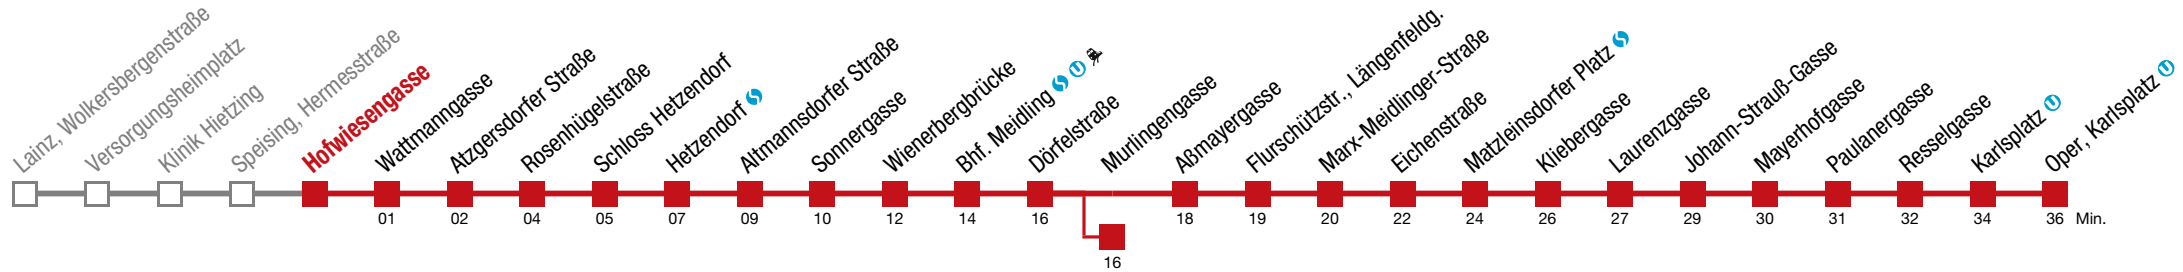 Lainz, Wolkersbergenstraße
Versorgungsheimplatz
Klinik Hietzing
Speising, Hermesstraße
Hofwiesengasse
Wattmanngasse
Atzgersdorfer Straße
Rosenhügelstraße
Schloss Hetzendorf
Hetzendorf S
Altmannsdorfer Straße
Sonnergasse
Wienerbergbrücke
Bhf. Meidling S U
Dörfelstraße
Murlingengasse
Aßmayergasse
Flurschützstr., Längenfeldg.
Marx-Meidlinger-Straße
Eichenstraße
Matzleinsdorfer Platz S
Kliebergasse
Laurenzgasse
Johann-Strauß-Gasse
Mayerhofgasse
Paulanergasse
Resselgasse
Karlsplatz U
Oper, Karlsplatz U
01 02 04 05 07 09 10 12 14 16 18 19 20 22 24 26 27 29 30 31 32 34 36 Min.
16